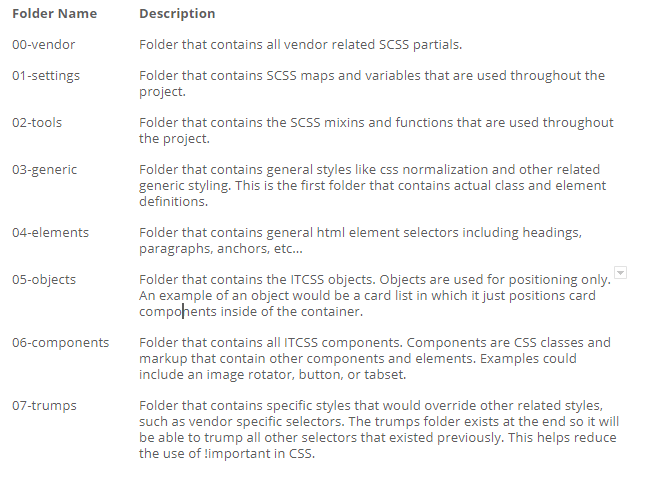 Folder Name Description
00-vendor Folder that contains all vendor related SCSS partials.
01-settings Folder that contains SCSS maps and variables that are used throughout the
project.
02-tools Folder that contains the SCSS mixins and functions that are used throughout
the project.
03-generic Folder that contains general styles like css normalization and other related
generic styling. This is the first folder that contains actual class and element
definitions.
04-elements Folder that contains general html element selectors including headings,
paragraphs, anchors, etc...
05-objects Folder that contains the ITCSS objects. Objects are used for positioning only.
An example of an object would be a card list in which it just positions card
components inside of the container.
06-components Folder that contains all ITCSS components. Components are CSS classes and
markup that contain other components and elements. Examples could
include an image rotator, button, or tabset.
07-trumps Folder that contains specific styles that would override other related styles,
such as vendor specific selectors. The trumps folder exists at the end so it will
be able to trump all other selectors that existed previously. This helps reduce
the use of !important in CSS.